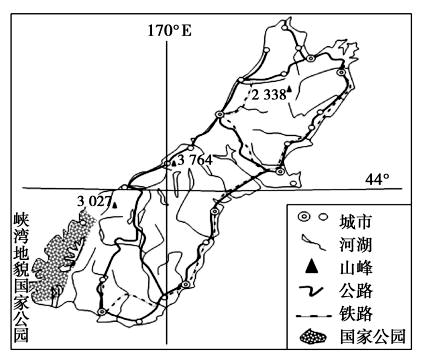 170°E
2 338
3 764
44°
3 027
峡湾地貌国家公园
城市
河湖
山峰
公路
铁路
国家公园